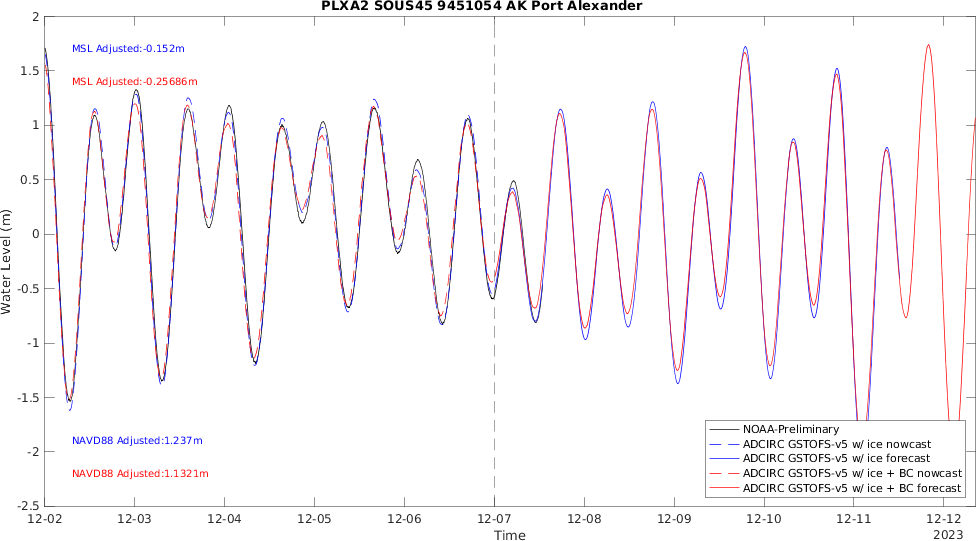 PLXA2 SOUS45 9451054 AK Port Alexander
2
1.5
1
0.5
0
-0.5
-1
-1.5
-2
-2.5
Water Level (m)
MSL Adjusted:-0.152m
MSL Adjusted:-0.25686m
NAVD88 Adjusted:1.237m
NAVD88 Adjusted:1.1321m
NOAA-Preliminary
ADCIRC GSTOFS-v5 w/ ice nowcast
ADCIRC GSTOFS-v5 w/ ice forecast
ADCIRC GSTOFS-v5 w/ ice + BC nowcast
ADCIRC GSTOFS-v5 w/ ice + BC forecast
12-02 12-03 12-04 12-05 12-06 12-07 12-08 12-09 12-10 12-11 12-12
Time
2023